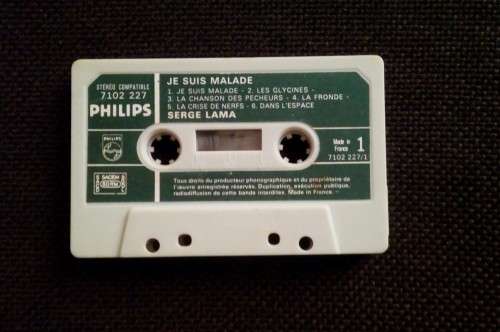 JE SUIS MALADE
STÉRÉO COMPATIBLE
7102 227
1. JE SUIS MALADE - 2. LES GLYCINES -
3. LA CHANSON DES PECHEURS - 4. LA FRONDE -
5. LA CRISE DE NERFS - 6. DANS L'ESPACE
PHILIPS
SERGE LAMA
PHILIPS
Made in
France
1
7102 227/1
SACEM
Tous droits du producteur phonographique et du propriétaire de
l'œuvre enregistrée réservés. Duplication, exécution publique,
radiodiffusion de cette bande interdites. Made in France